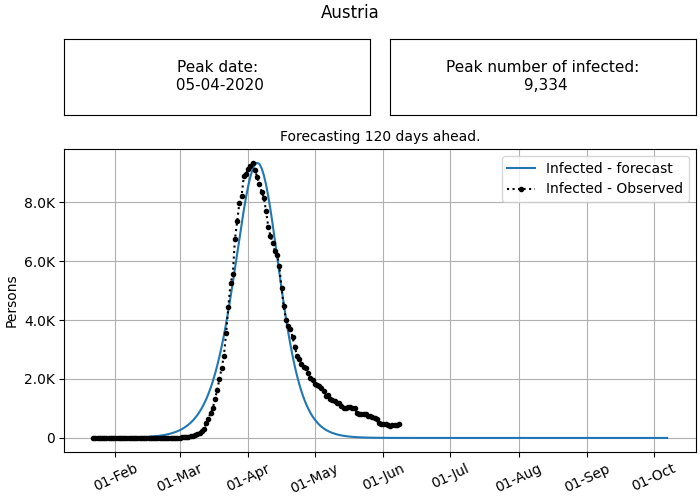 Austria
Peak date:
05-04-2020
Peak number of infected:
9,334
Forecasting 120 days ahead.
Infected - forecast
Infected - Observed
Persons
8.0K
6.0K
4.0K
2.0K
0
01-Feb
01-Mar
01-Apr
01-May
01-Jun
01-Jul
01-Aug
01-Sep
01-Oct